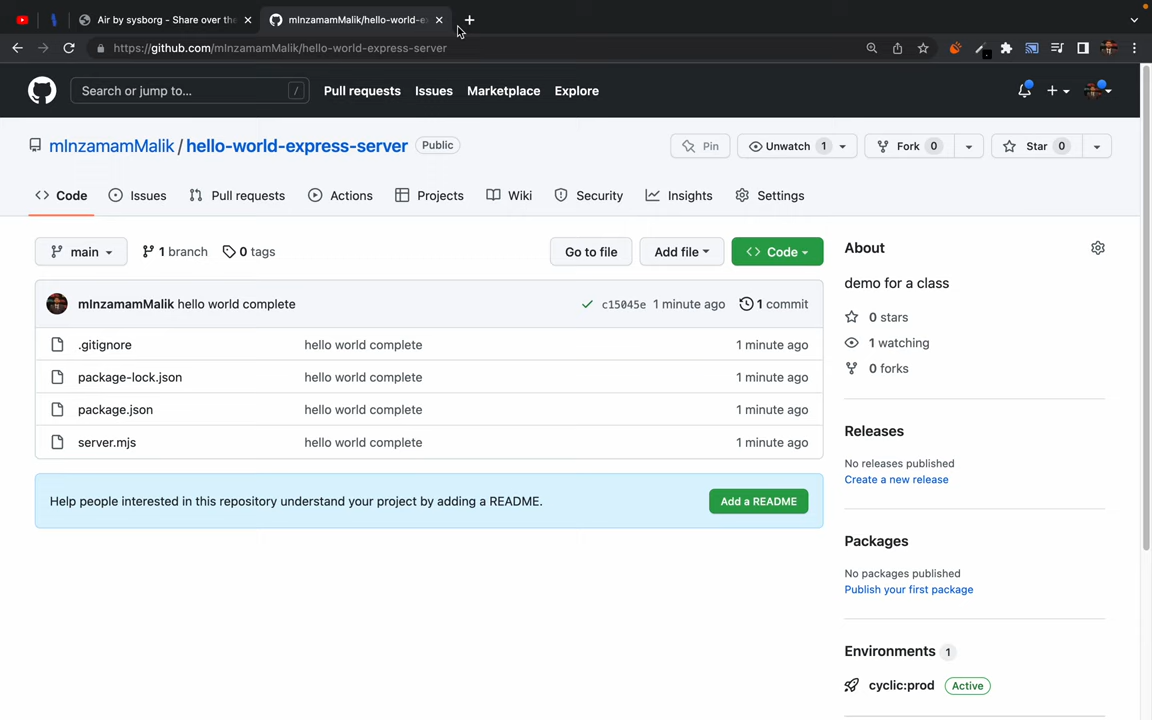 Air by sysborg - Share over the
mInzamamMalik/hello-world-ex
https://github.com/mInzamamMalik/hello-world-express-server
Search or jump to... /
Pull requests Issues Marketplace Explore
mInzamamMalik / hello-world-express-server Public
Pin Unwatch 1 Fork 0 Star 0
Code Issues Pull requests Actions Projects Wiki Security Insights Settings
main 1 branch 0 tags Go to file Add file Code
mInzamamMalik hello world complete c15045e 1 minute ago 1 commit
.gitignore hello world complete 1 minute ago
package-lock.json hello world complete 1 minute ago
package.json hello world complete 1 minute ago
server.mjs hello world complete 1 minute ago
Help people interested in this repository understand your project by adding a README. Add a README
About
demo for a class
0 stars
1 watching
0 forks
Releases
No releases published
Create a new release
Packages
No packages published
Publish your first package
Environments 1
cyclic:prod Active